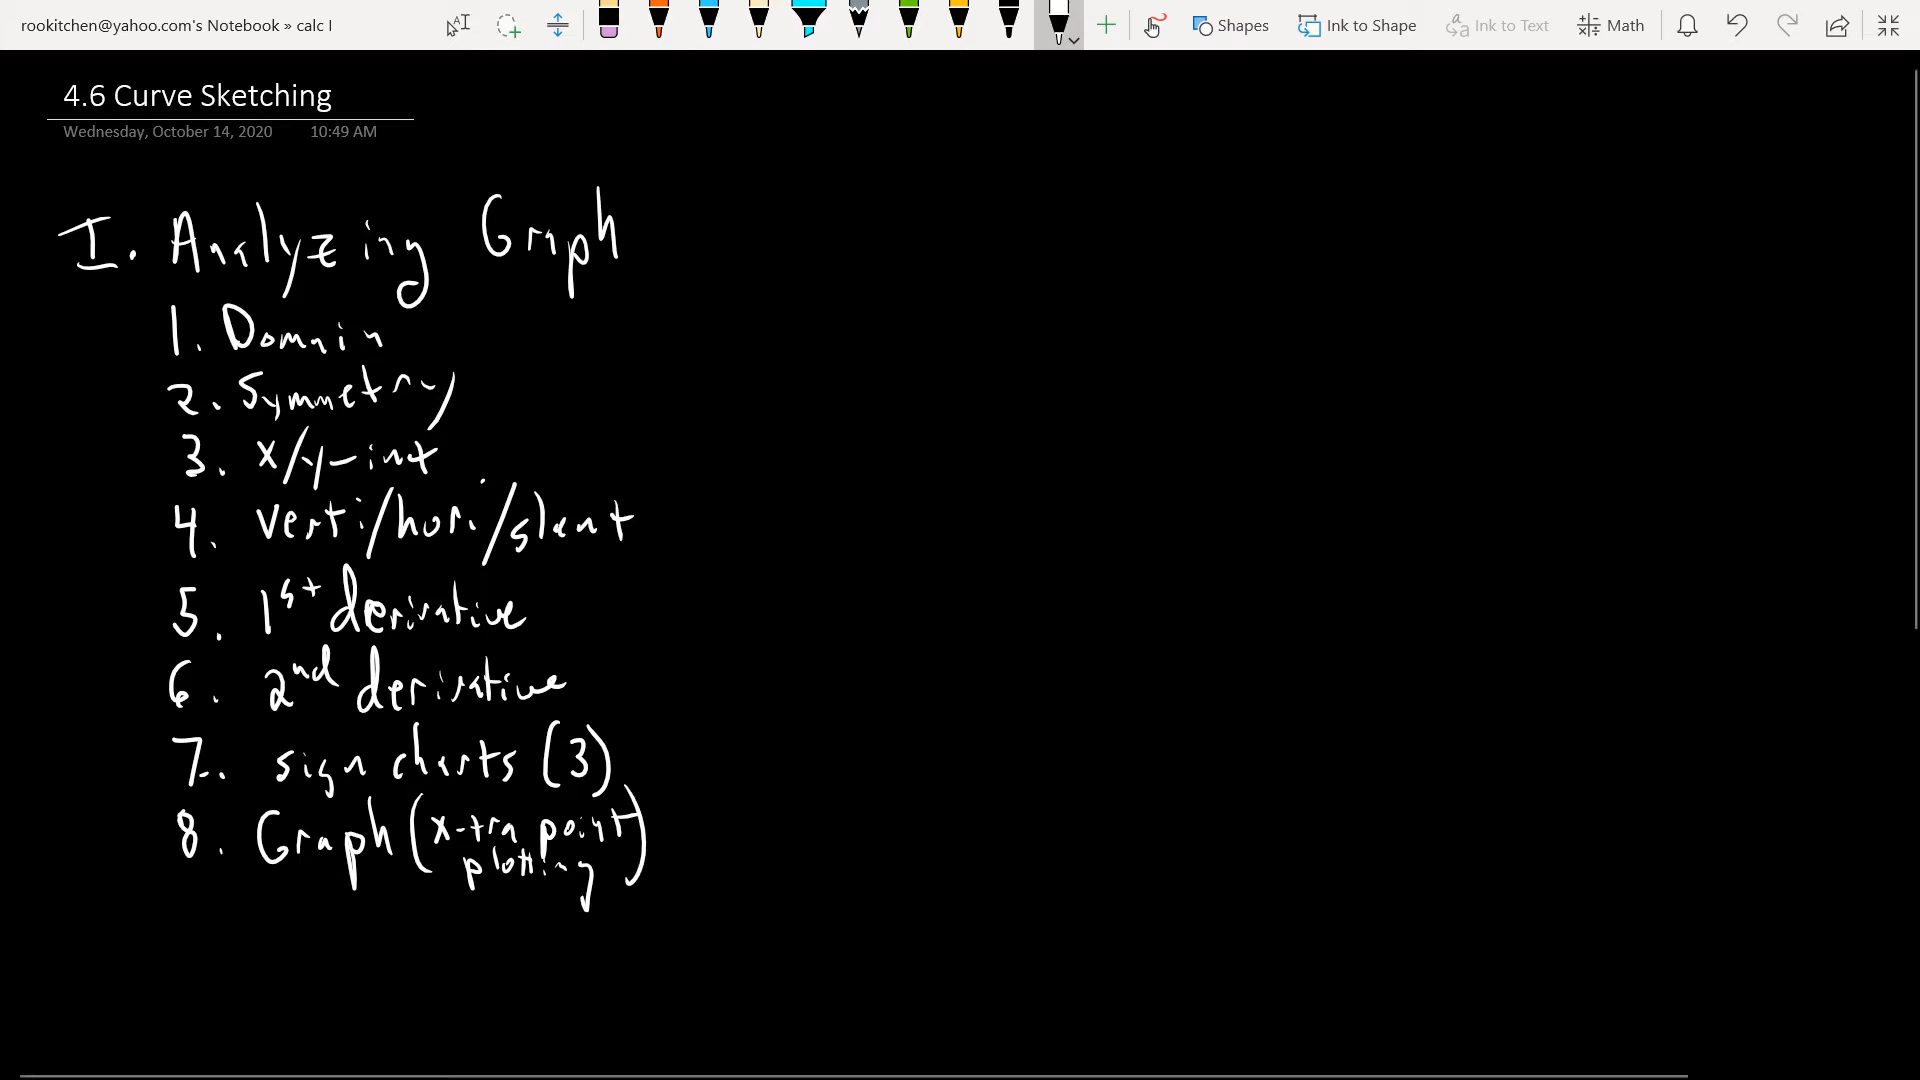 rookitchen@yahoo.com's Notebook » calc I
Shapes
Ink to Shape
Ink to Text
Math
4.6 Curve Sketching
Wednesday, October 14, 2020 10:49 AM
I. Analyzing Graph
1. Domain
2. Symmetry
3. x/y-int
4. verti/hori/slant
5. 1st derivative
6. 2nd derivative
7. sign charts (3)
8. Graph (x-tra point
plotting)